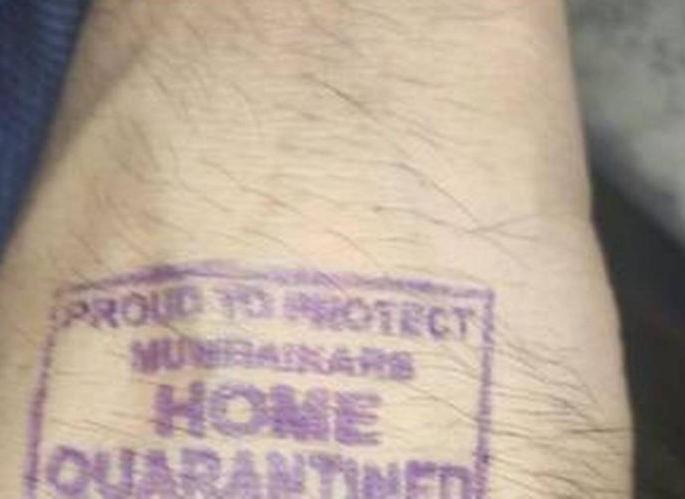 PROUD TO PROTECT
MUMBAIKARS
HOME
QUARANTINED